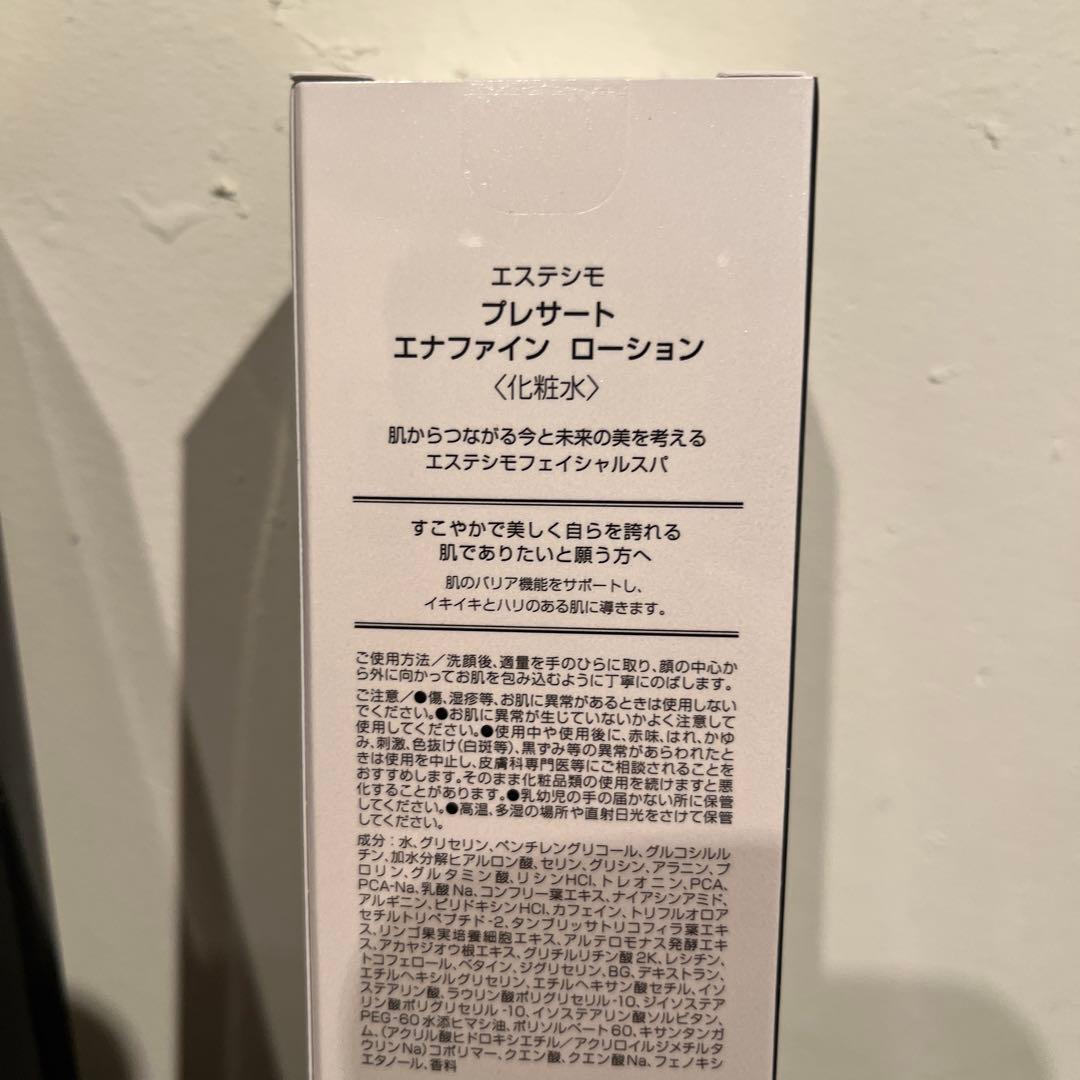 エステシモ
プレサート
エナファイン ローション
〈化粧水〉
肌からつながる今と未来の美を考える
エステシモフェイシャルスパ
すこやかで美しく自らを誇れる
肌でありたいと願う方へ
肌のバリア機能をサポートし、
イキイキとハリのある肌に導きます。
ご使用方法／洗顔後、適量を手のひらに取り、顔の中心か
ら外に向かってお肌を包み込むように丁寧にのばします。
ご注意／●傷、湿疹等、お肌に異常があるときは使用しない
でください。●お肌に異常が生じていないかよく注意して
使用してください。●使用中や使用後に、赤味、はれ、かゆ
み、刺激、色抜け(白斑等)、黒ずみ等の異常があらわれたと
きは使用を中止し、皮膚科専門医等にご相談されることを
おすすめします。そのまま化粧品類の使用を続けますと悪
化することがあります。●乳幼児の手の届かない所に保管
してください。●高温、多湿の場所や直射日光をさけて保管
してください。
成分：水、グリセリン、ペンチレングリコール、グルコシルル
チン、加水分解ヒアルロン酸、セリン、グリシン、アラニン、プ
ロリン、グルタミン酸、リシンHCl、トレオニン、PCA、
PCA-Na、乳酸Na、コンフリー葉エキス、ナイアシンアミド、
アルギニン、ピリドキシンHCl、カフェイン、トリフルオロア
セチルトリペプチド-2、タンブリッサトリコフィラ葉エキ
ス、リンゴ果実培養細胞エキス、アルテロモナス発酵エキ
ス、アカヤジオウ根エキス、グリチルリチン酸2K、レシチン、
トコフェロール、ベタイン、ジグリセリン、BG、デキストラン、
エチルヘキシルグリセリン、エチルヘキサン酸セチル、イソ
ステアリン酸、ラウリン酸ポリグリセリル-10、ジイソステア
リン酸ポリグリセリル-10、イソステアリン酸ソルビタン、
PEG-60水添ヒマシ油、ポリソルベート60、キサンタンガ
ム、(アクリル酸ヒドロキシエチル／アクリロイルジメチルタ
ウリンNa)コポリマー、クエン酸、クエン酸Na、フェノキシ
エタノール、香料